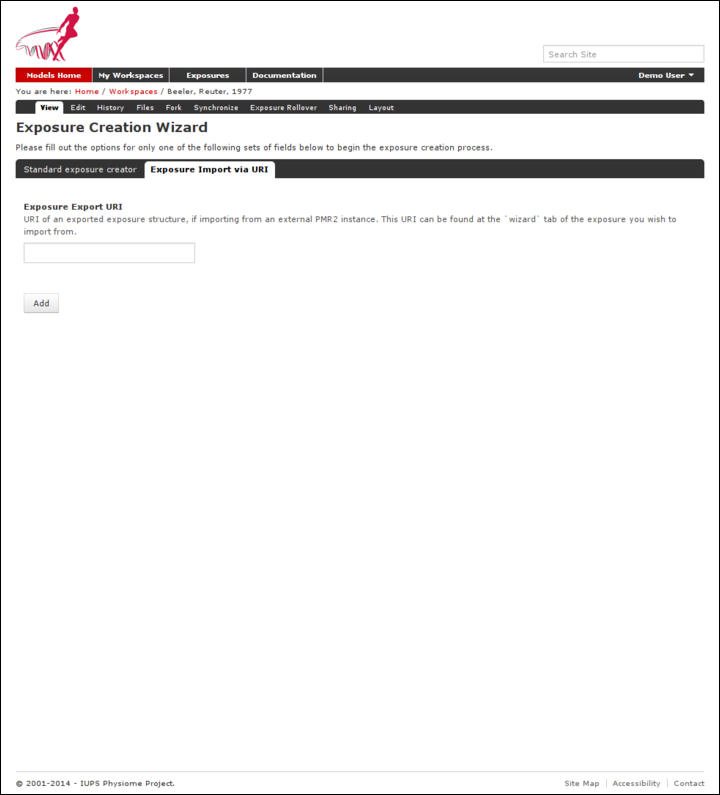 Search Site
Models Home My Workspaces Exposures Documentation Demo User
You are here: Home / Workspaces / Beeler, Reuter, 1977
View Edit History Files Fork Synchronize Exposure Rollover Sharing Layout
Exposure Creation Wizard
Please fill out the options for only one of the following sets of fields below to begin the exposure creation process.
Standard exposure creator Exposure Import via URI
Exposure Export URI
URI of an exported exposure structure, if importing from an external PMR2 instance. This URI can be found at the `wizard` tab of the exposure you wish to
import from.
Add
© 2001-2014 - IUPS Physiome Project. Site Map Accessibility Contact